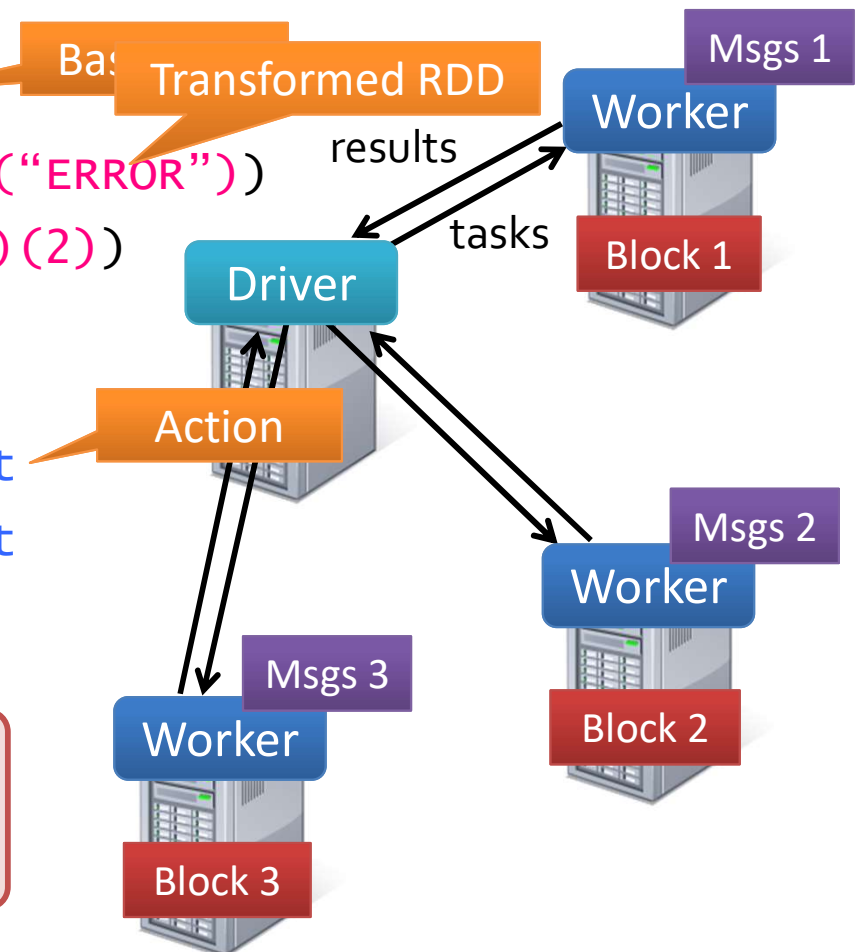 Bas
Transformed RDD
Msgs 1
Worker
results
(“ERROR”))
tasks
)(2))
Block 1
Driver
Action
t
t
Msgs 2
Worker
Msgs 3
Block 2
Worker
Block 3